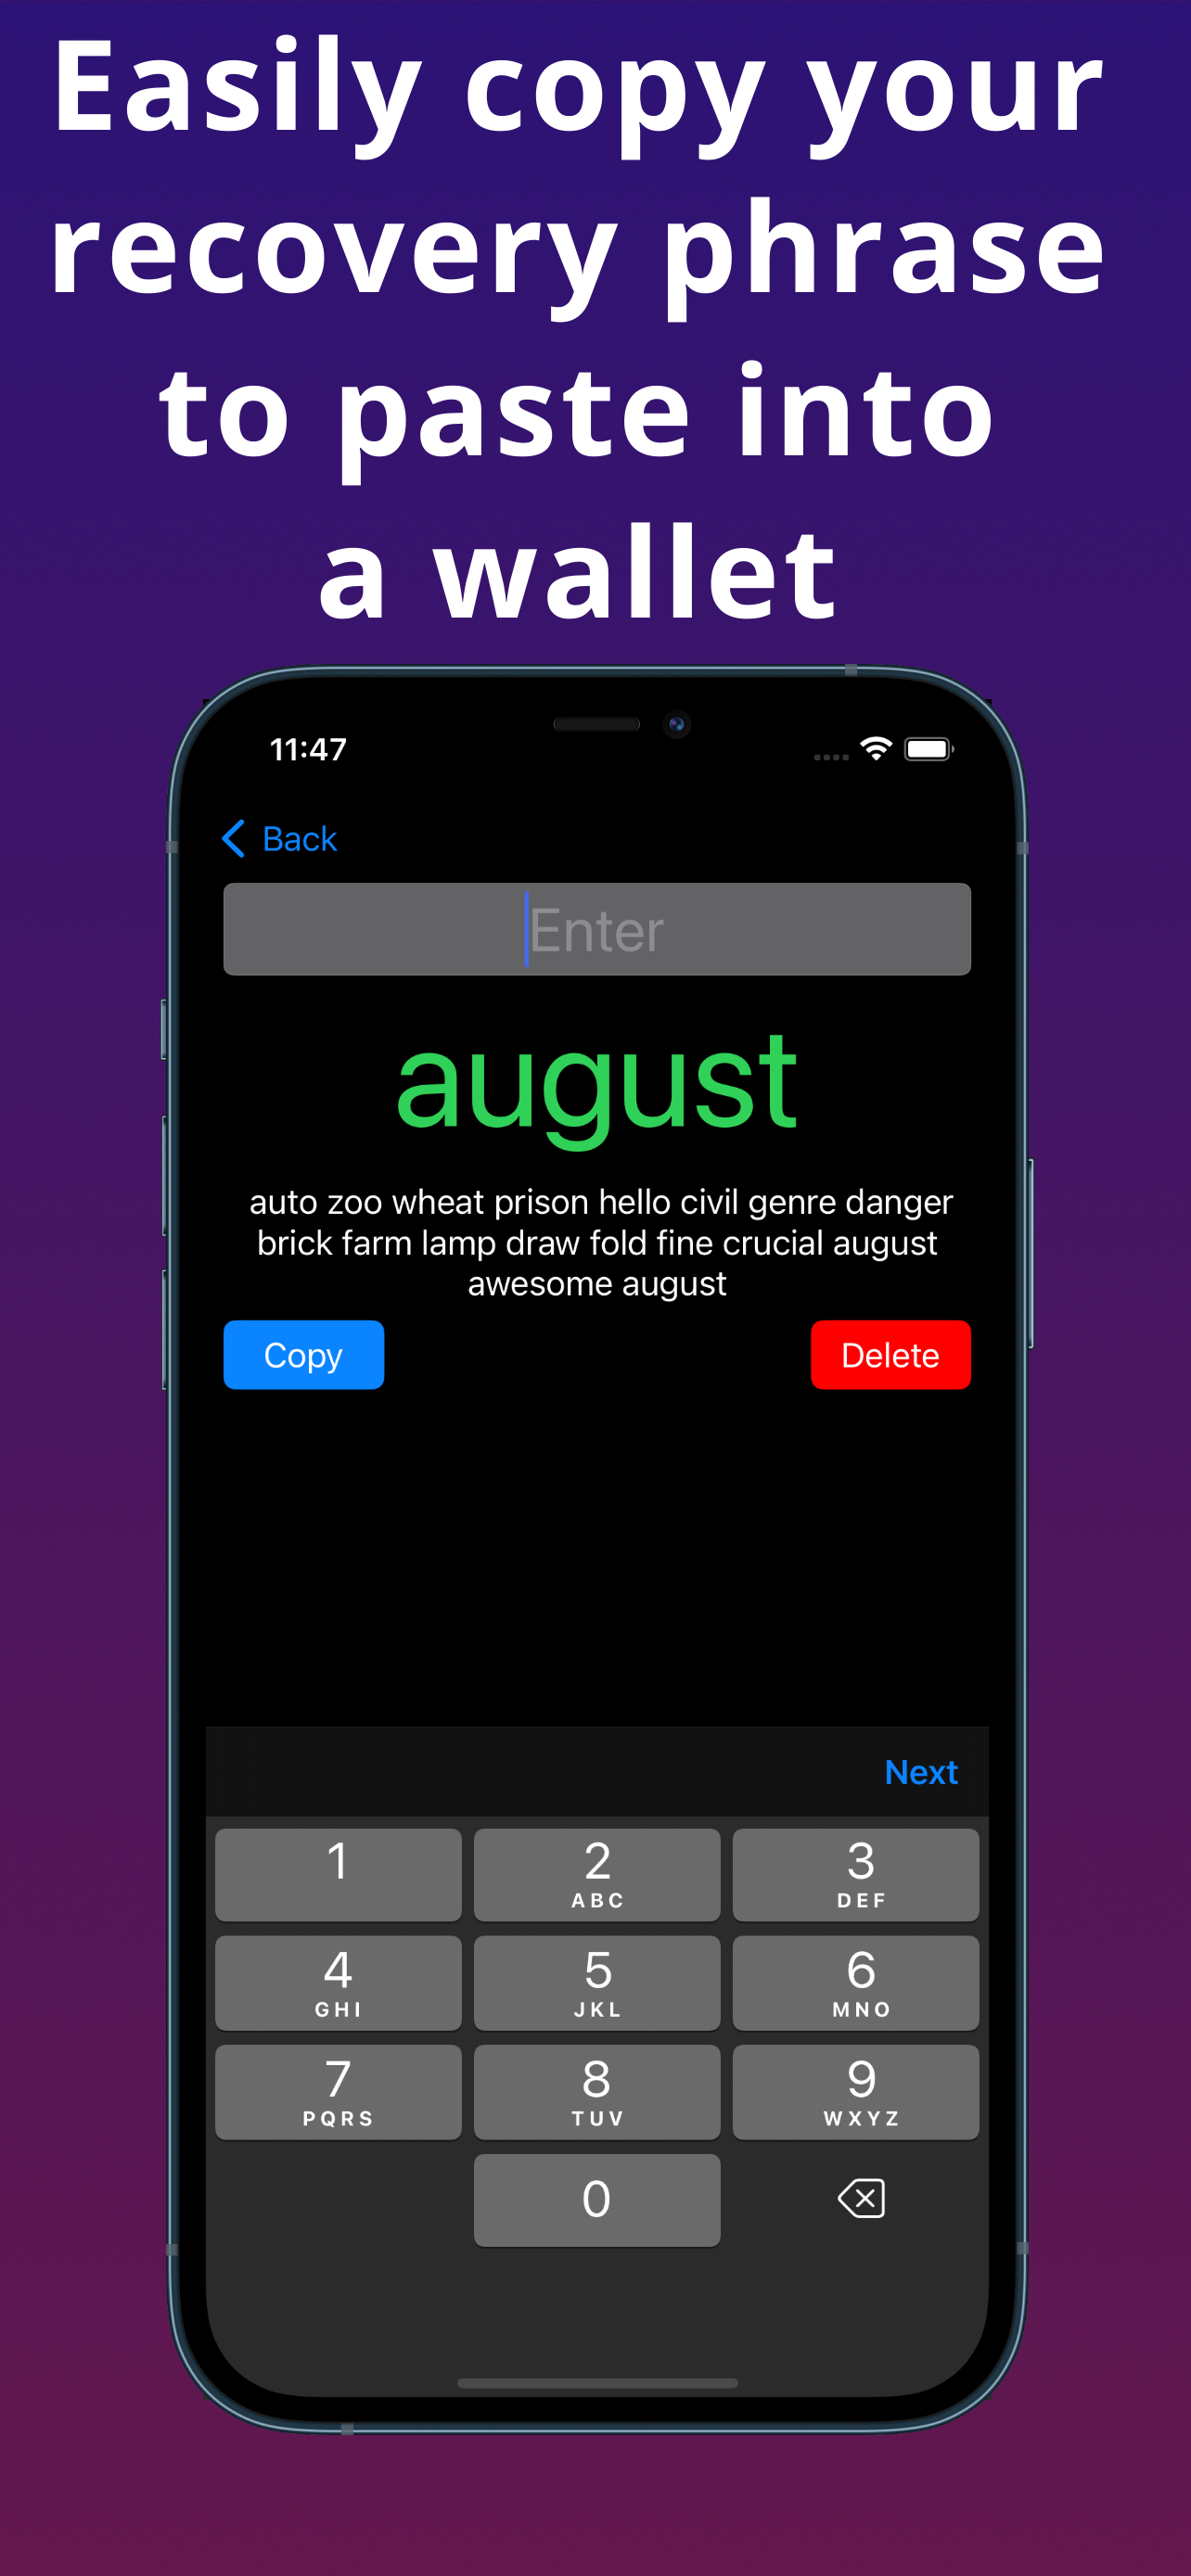 Easily copy your
recovery phrase
to paste into
a wallet
11:47
Back
Enter
august
auto zoo wheat prison hello civil genre danger
brick farm lamp draw fold fine crucial august
awesome august
Copy Delete
Next
1 2 3
ABC DEF
4 5 6
GHI JKL MNO
7 8 9
PQRS TUV WXYZ
0